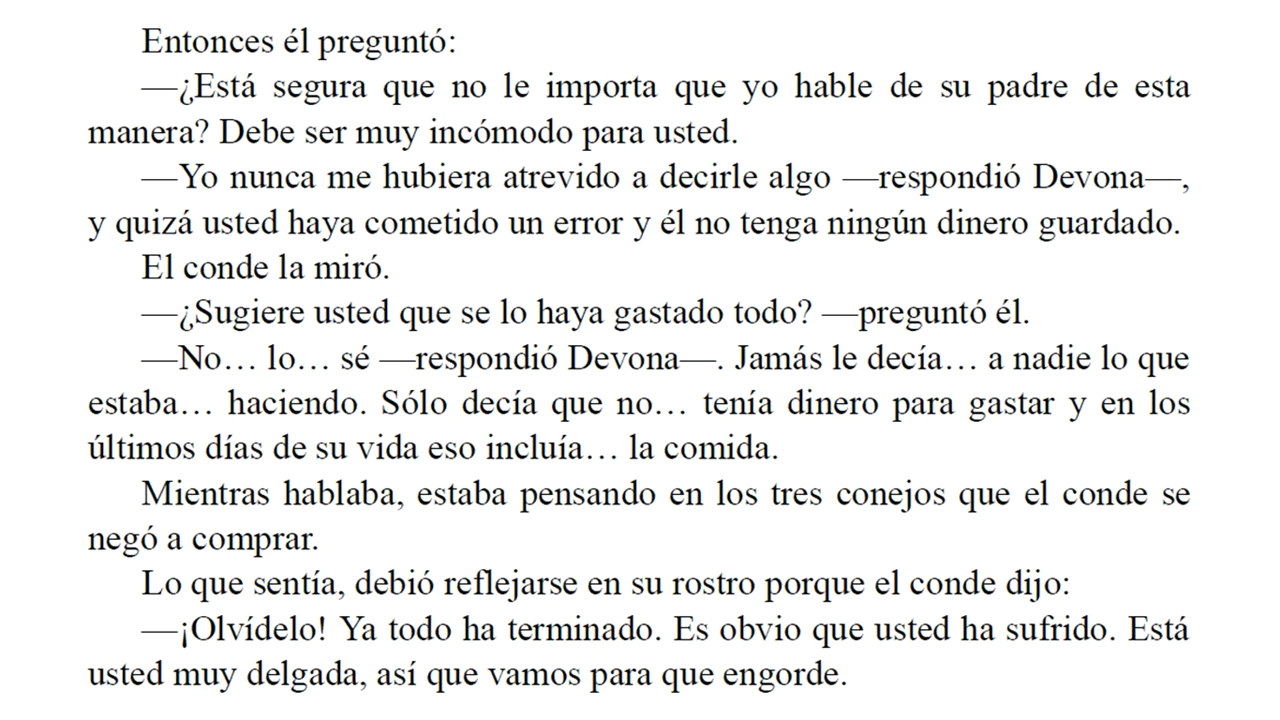 Entonces él preguntó:
—¿Está segura que no le importa que yo hable de su padre de esta
manera? Debe ser muy incómodo para usted.
—Yo nunca me hubiera atrevido a decirle algo —respondió Devona—,
y quizá usted haya cometido un error y él no tenga ningún dinero guardado.
El conde la miró.
—¿Sugiere usted que se lo haya gastado todo? —preguntó él.
—No… lo… sé —respondió Devona—. Jamás le decía… a nadie lo que
estaba… haciendo. Sólo decía que no… tenía dinero para gastar y en los
últimos días de su vida eso incluía… la comida.
Mientras hablaba, estaba pensando en los tres conejos que el conde se
negó a comprar.
Lo que sentía, debió reflejarse en su rostro porque el conde dijo:
—¡Olvídelo! Ya todo ha terminado. Es obvio que usted ha sufrido. Está
usted muy delgada, así que vamos para que engorde.